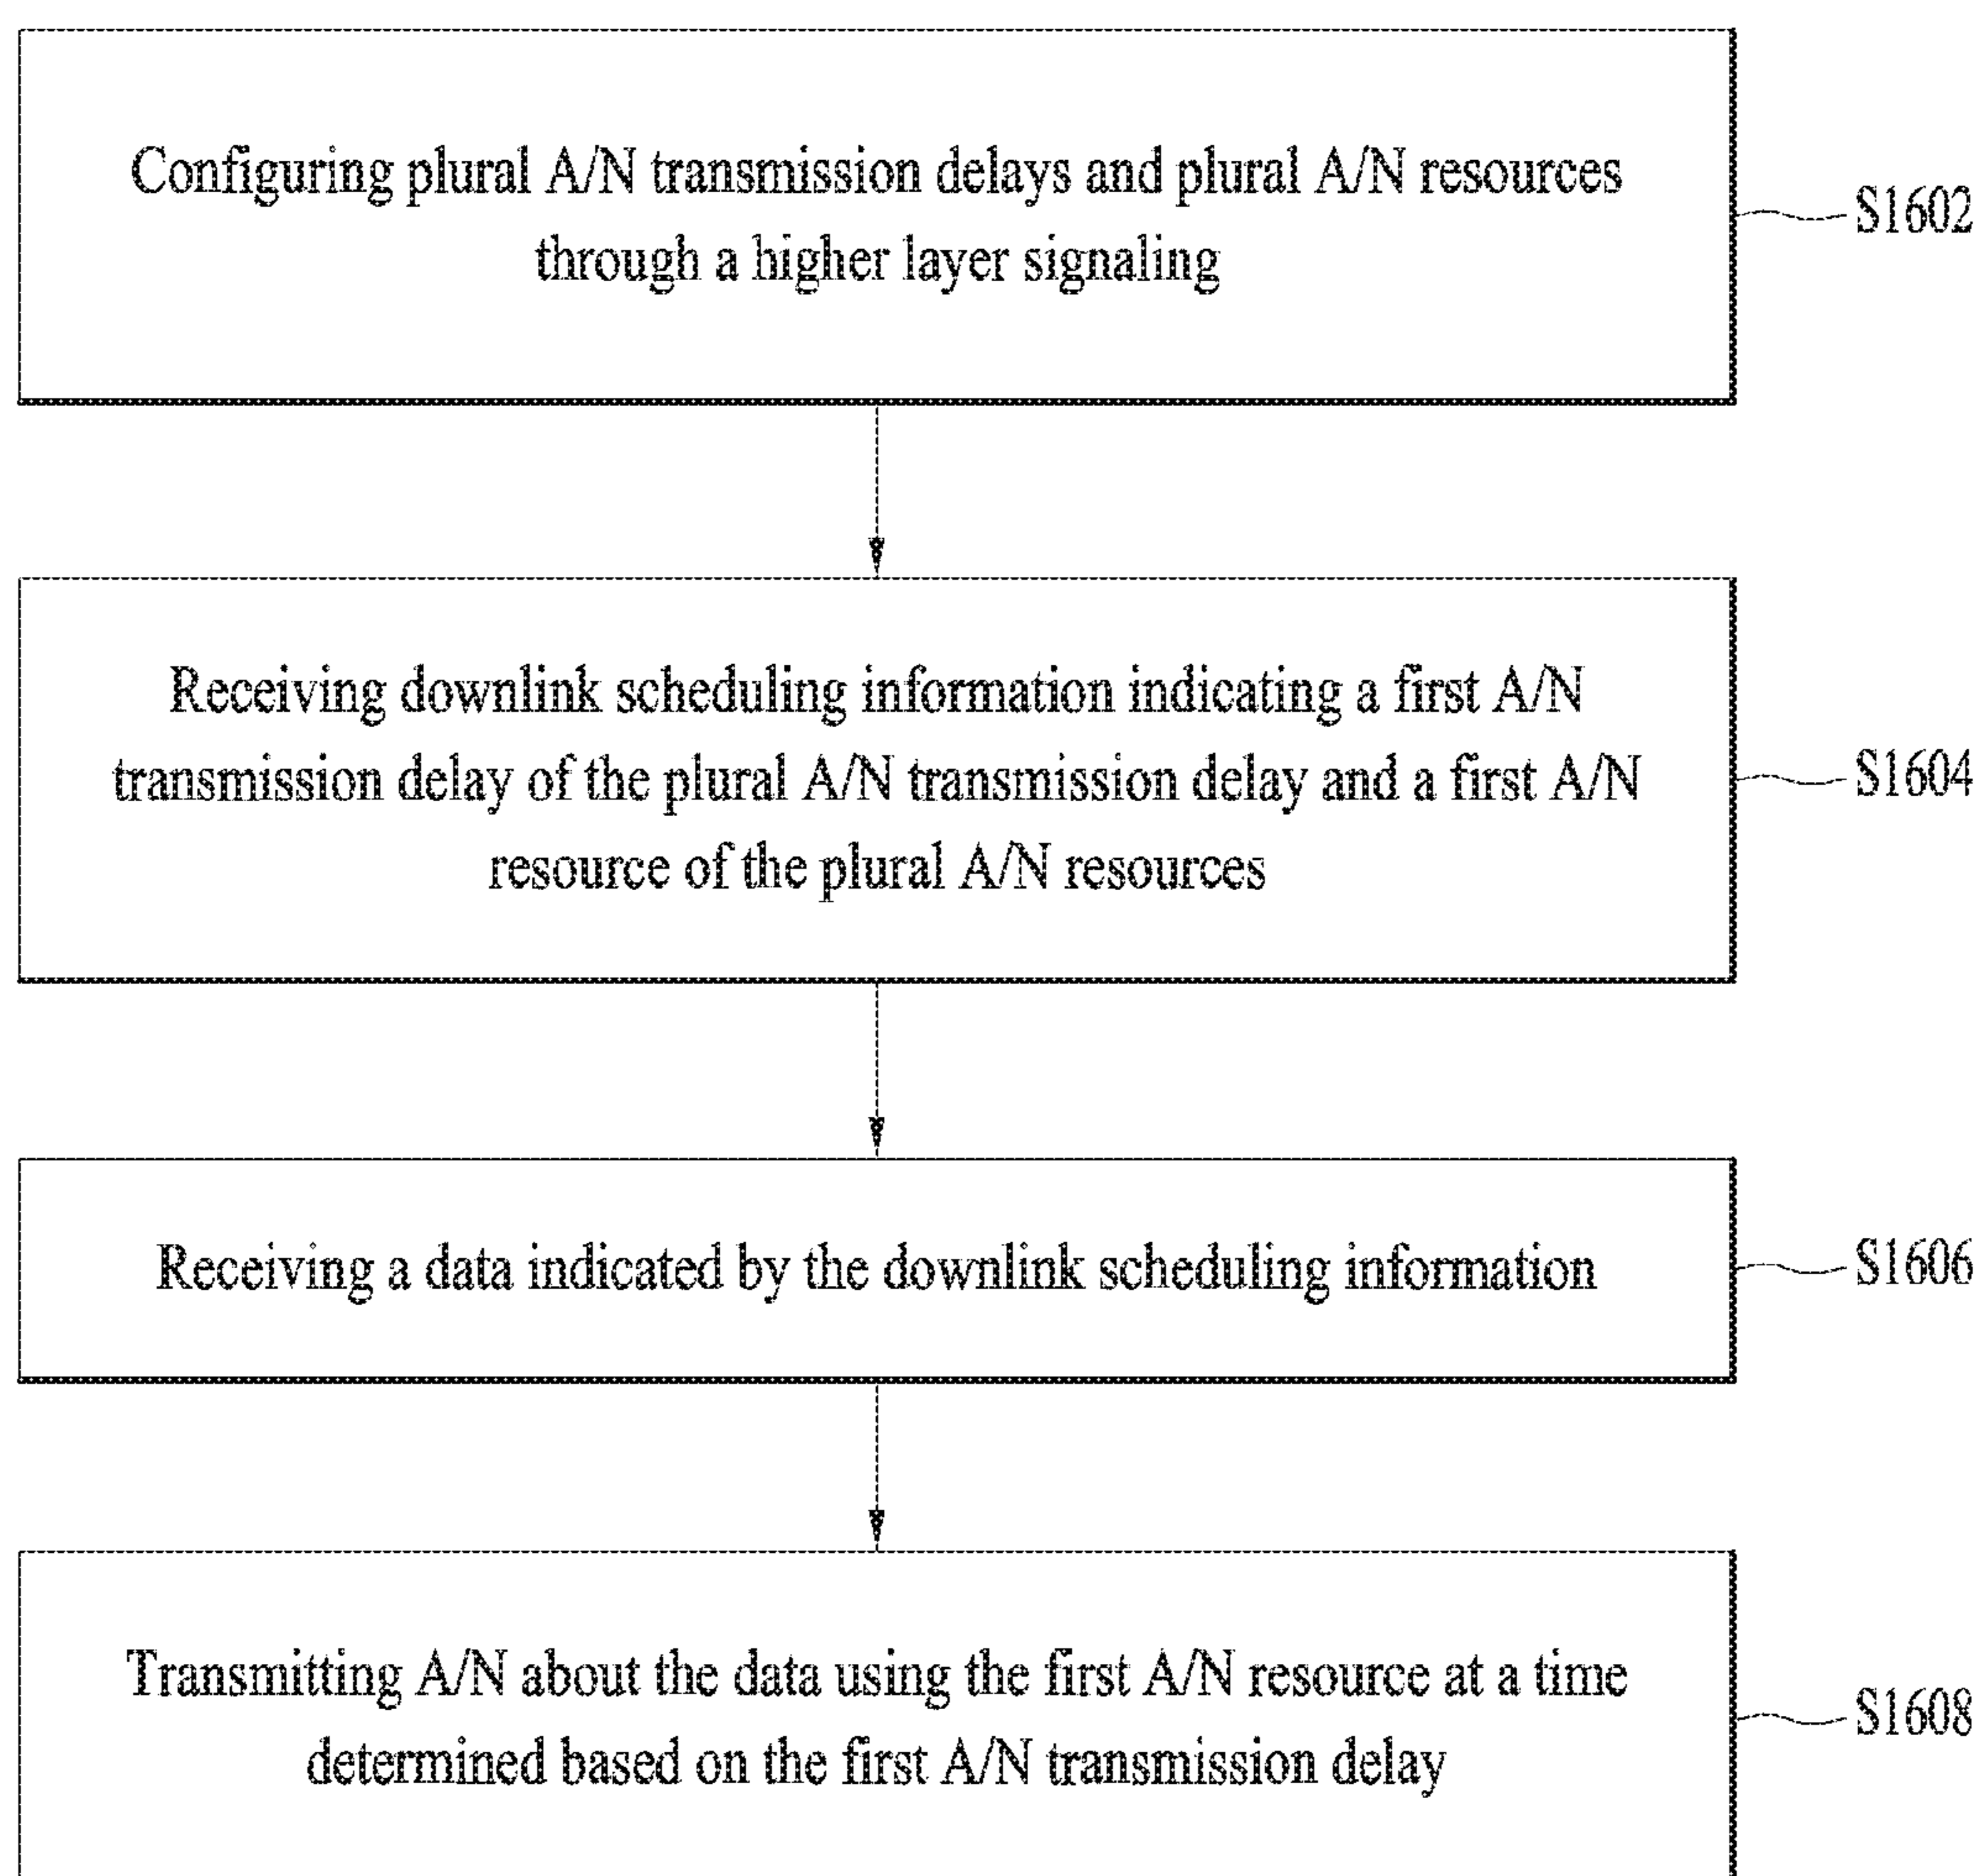 Configuring plural A/N transmission delays and plural A/N resources
through a higher layer signaling
S1602
Receiving downlink scheduling information indicating a first A/N
transmission delay of the plural A/N transmission delay and a first A/N
resource of the plural A/N resources
S1604
Receiving a data indicated by the downlink scheduling information
S1606
Transmitting A/N about the data using the first A/N resource at a time
determined based on the first A/N transmission delay
S1608